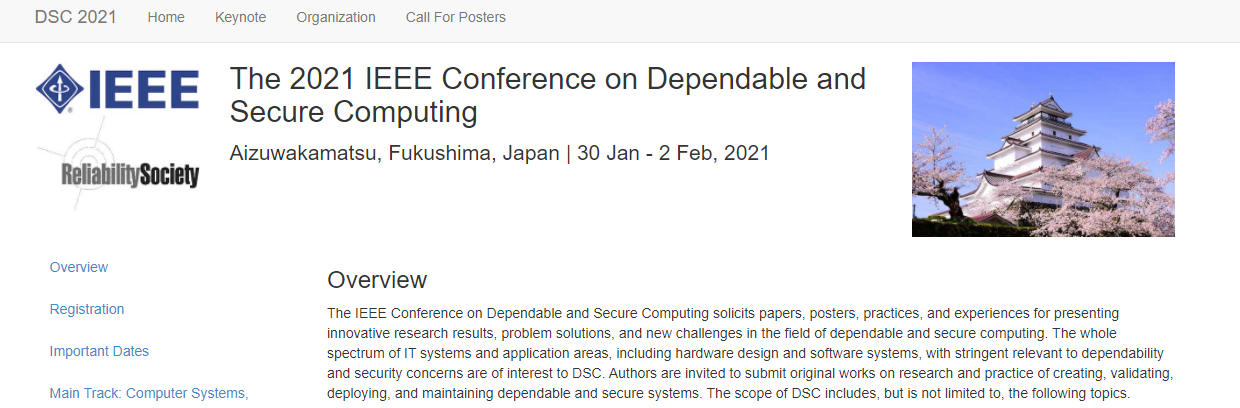 DSC 2021 Home Keynote Organization Call For Posters
IEEE
®
Reliability Society
The 2021 IEEE Conference on Dependable and
Secure Computing
Aizuwakamatsu, Fukushima, Japan | 30 Jan - 2 Feb, 2021
Overview
Registration
Important Dates
Main Track: Computer Systems,
Overview
The IEEE Conference on Dependable and Secure Computing solicits papers, posters, practices, and experiences for presenting
innovative research results, problem solutions, and new challenges in the field of dependable and secure computing. The whole
spectrum of IT systems and application areas, including hardware design and software systems, with stringent relevant to dependability
and security concerns are of interest to DSC. Authors are invited to submit original works on research and practice of creating, validating,
deploying, and maintaining dependable and secure systems. The scope of DSC includes, but is not limited to, the following topics.